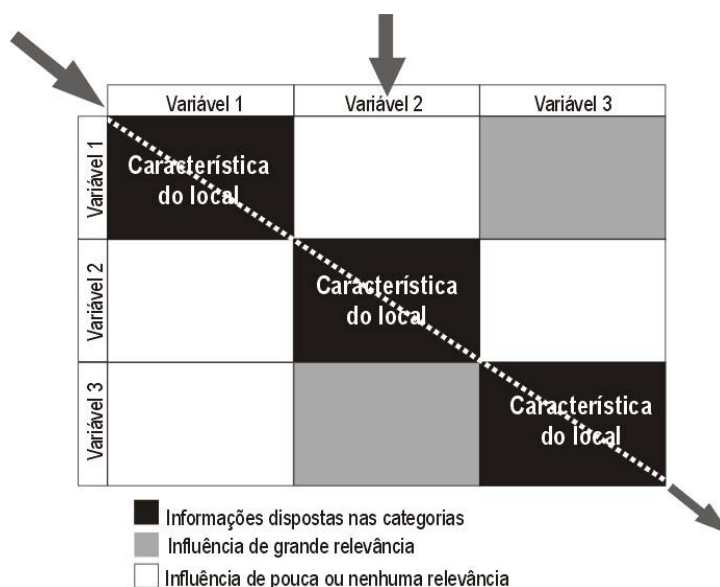 Variável 1
Variável 2
Variável 3
Variável 1
Característica
do local
Variável 2
Característica
do local
Variável 3
Característica
do local
Informações dispostas nas categorias
Influência de grande relevância
Influência de pouca ou nenhuma relevância